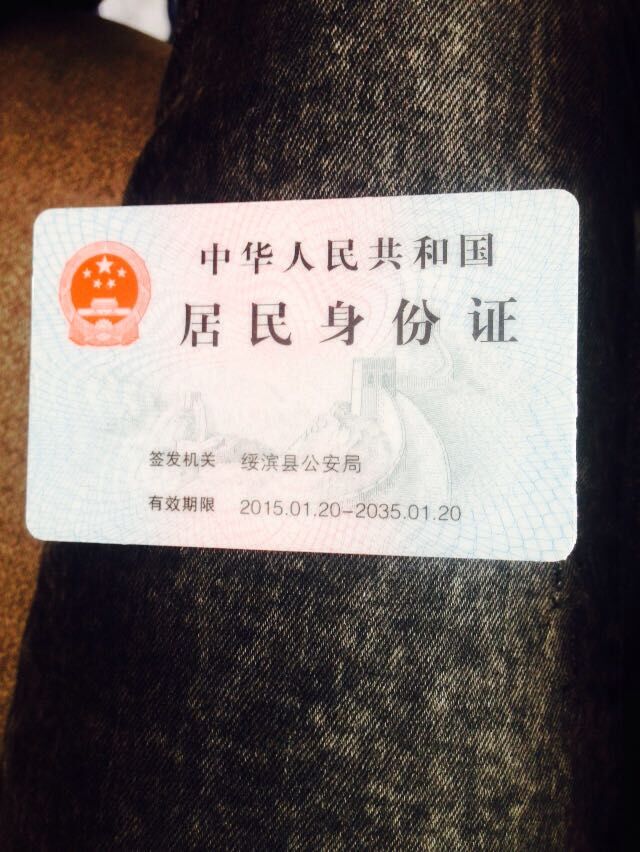 中华人民共和国
居民身份证
签发机关 绥滨县公安局
有效期限 2015.01.20-2035.01.20